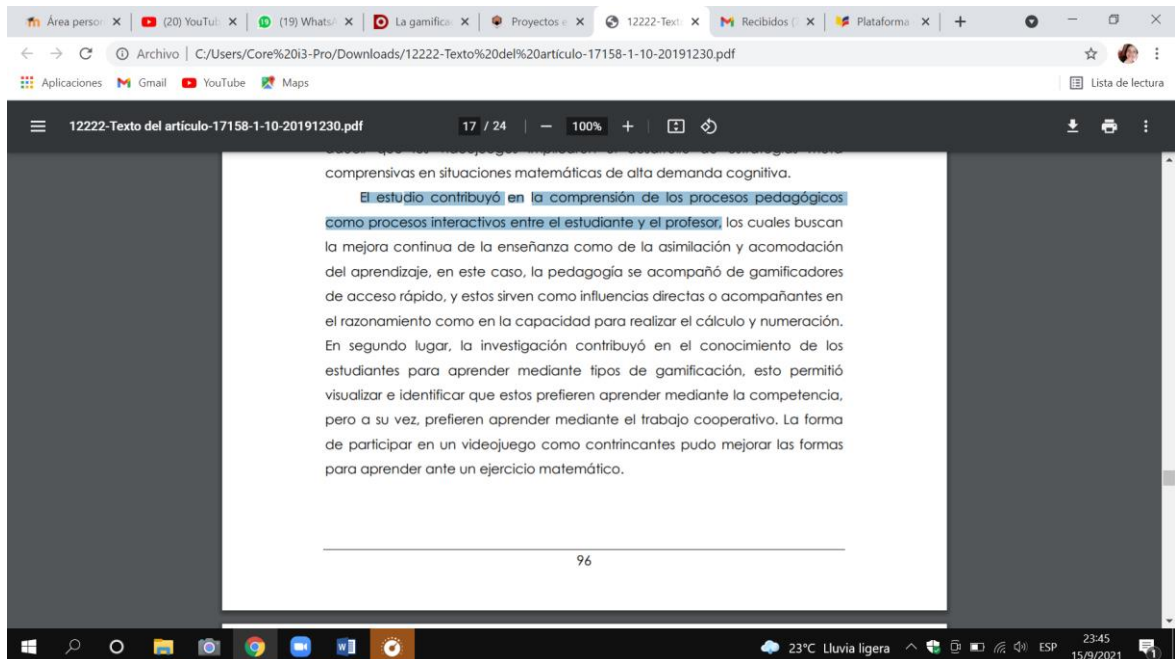 Área person
(20) YouTub
(19) WhatsA
La gamifica
Proyectos e
12222-Text
Recibidos (
Plataforma
Archivo | C:/Users/Core%20i3-Pro/Downloads/12222-Texto%20del%20artículo-17158-1-10-20191230.pdf
Aplicaciones Gmail YouTube Maps Lista de lectura
12222-Texto del artículo-17158-1-10-20191230.pdf 17 / 24 | — 100% +
comprensivas en situaciones matemáticas de alta demanda cognitiva.
El estudio contribuyó en la comprensión de los procesos pedagógicos
como procesos interactivos entre el estudiante y el profesor, los cuales buscan
la mejora continua de la enseñanza como de la asimilación y acomodación
del aprendizaje, en este caso, la pedagogía se acompañó de gamificadores
de acceso rápido, y estos sirven como influencias directas o acompañantes en
el razonamiento como en la capacidad para realizar el cálculo y numeración.
En segundo lugar, la investigación contribuyó en el conocimiento de los
estudiantes para aprender mediante tipos de gamificación, esto permitió
visualizar e identificar que estos prefieren aprender mediante la competencia,
pero a su vez, prefieren aprender mediante el trabajo cooperativo. La forma
de participar en un videojuego como contrincantes pudo mejorar las formas
para aprender ante un ejercicio matemático.
96
23°C Lluvia ligera ESP 23:45
15/9/2021